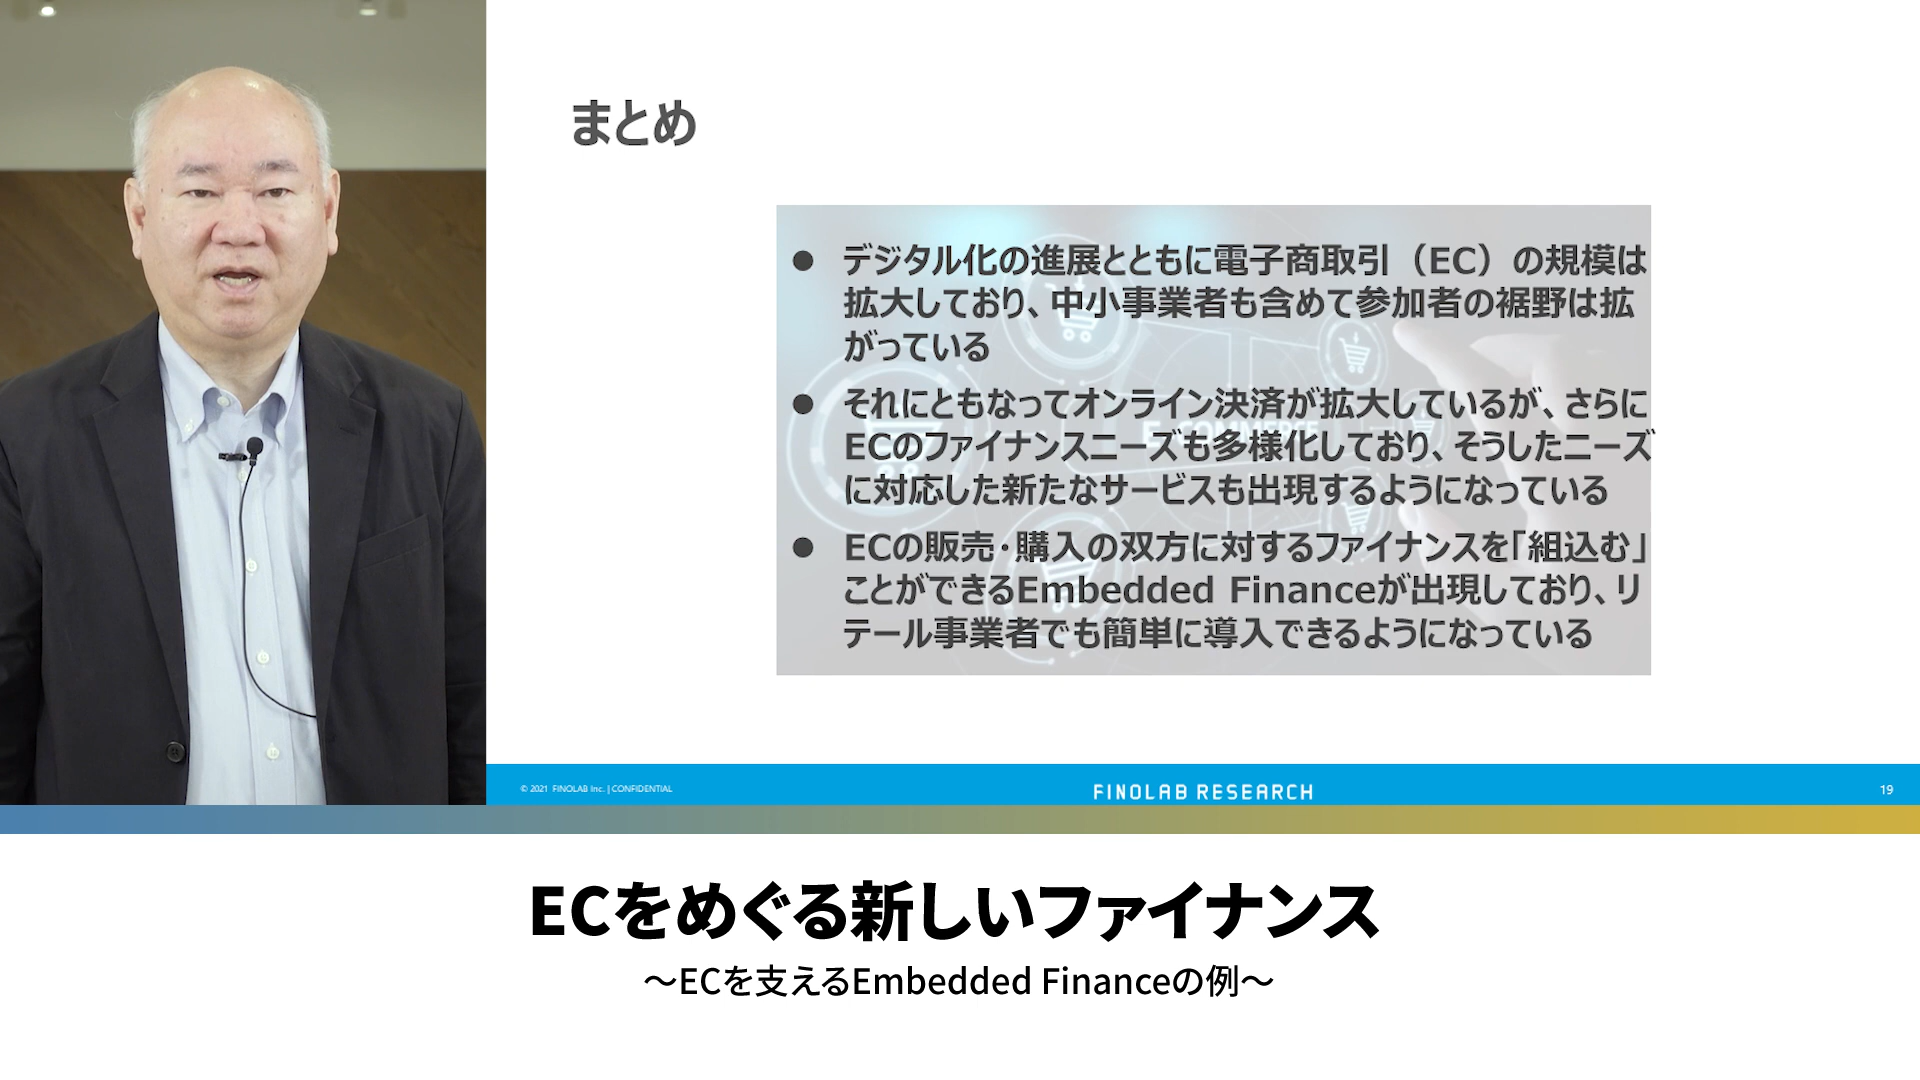 まとめ
● デジタル化の進展とともに電子商取引（EC）の規模は
拡大しており、中小事業者も含めて参加者の裾野は拡
がっている
● それにともなってオンライン決済が拡大しているが、さらに
ECのファイナンスニーズも多様化しており、そうしたニーズ
に対応した新たなサービスも出現するようになっている
● ECの販売・購入の双方に対するファイナンスを「組込む」
ことができるEmbedded Financeが出現しており、リ
テール事業者でも簡単に導入できるようになっている
E-COMMERCE
© 2021 FINOLAB Inc. | CONFIDENTIAL
FINOLAB RESEARCH
19
ECをめぐる新しいファイナンス
～ECを支えるEmbedded Financeの例～